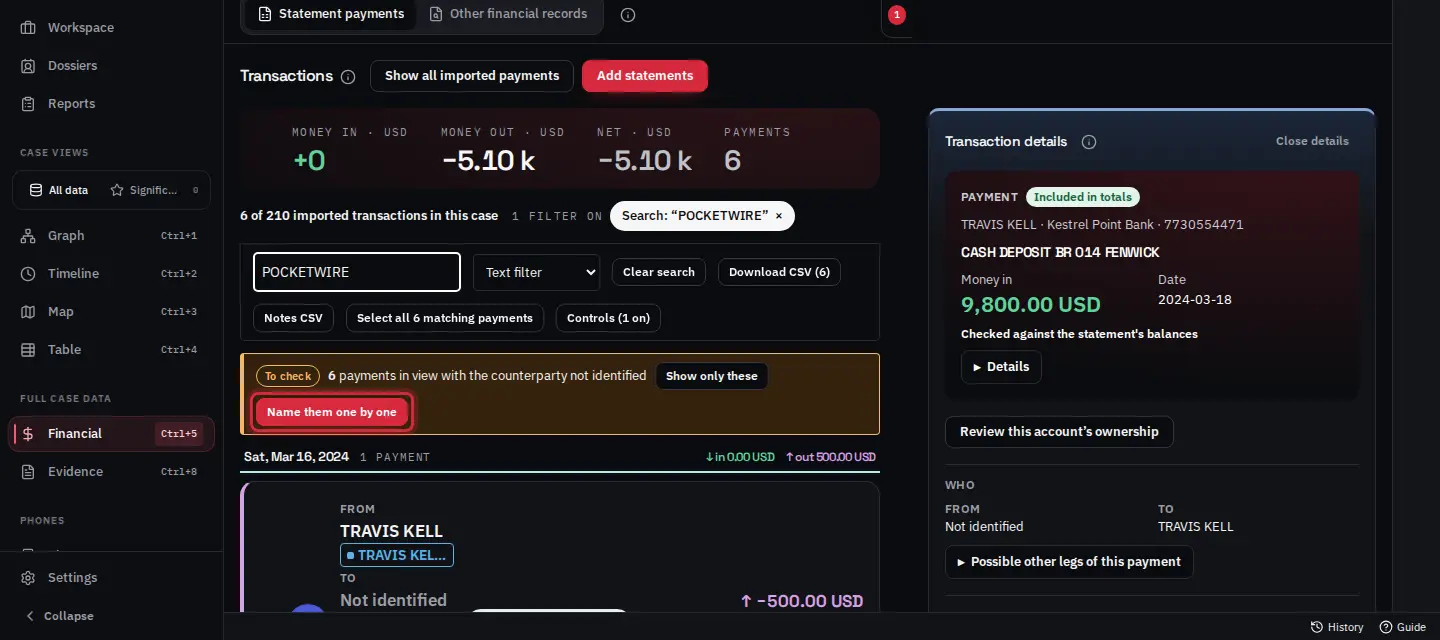 Workspace
Dossiers
Reports
CASE VIEWS
All data Signific... 0
Graph Ctrl+1
Timeline Ctrl+2
Map Ctrl+3
Table Ctrl+4
FULL CASE DATA
Financial Ctrl+5
Evidence Ctrl+8
PHONES
Settings
Collapse
Statement payments Other financial records
1
Transactions Show all imported payments Add statements
MONEY IN · USD MONEY OUT · USD NET · USD PAYMENTS
+0 −5.10 k −5.10 k 6
6 of 210 imported transactions in this case 1 FILTER ON Search: “POCKETWIRE” ×
POCKETWIRE Text filter Clear search Download CSV (6)
Notes CSV Select all 6 matching payments Controls (1 on)
To check 6 payments in view with the counterparty not identified Show only these
Name them one by one
Sat, Mar 16, 2024 1 PAYMENT ↓ in 0.00 USD ↑ out 500.00 USD
FROM
TRAVIS KELL
TRAVIS KEL...
TO
Not identified ↑ −500.00 USD
Transaction details Close details
PAYMENT Included in totals
TRAVIS KELL · Kestrel Point Bank · 7730554471
CASH DEPOSIT BR 014 FENWICK
Money in Date
9,800.00 USD 2024-03-18
Checked against the statement's balances
▸ Details
Review this account’s ownership
WHO
FROM TO
Not identified TRAVIS KELL
▸ Possible other legs of this payment
History Guide